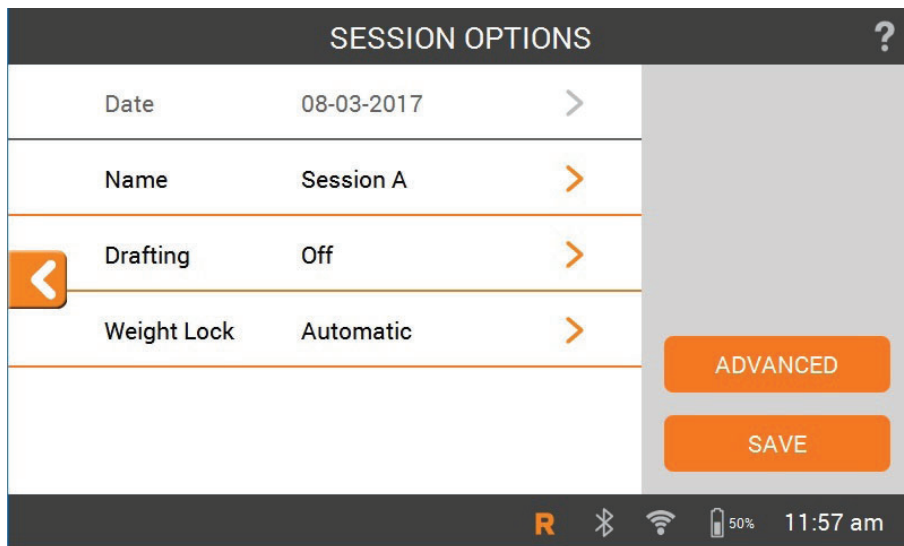 SESSION OPTIONS ?
Date 08-03-2017
Name Session A
Drafting Off
Weight Lock Automatic
ADVANCED
SAVE
R 50% 11:57 am